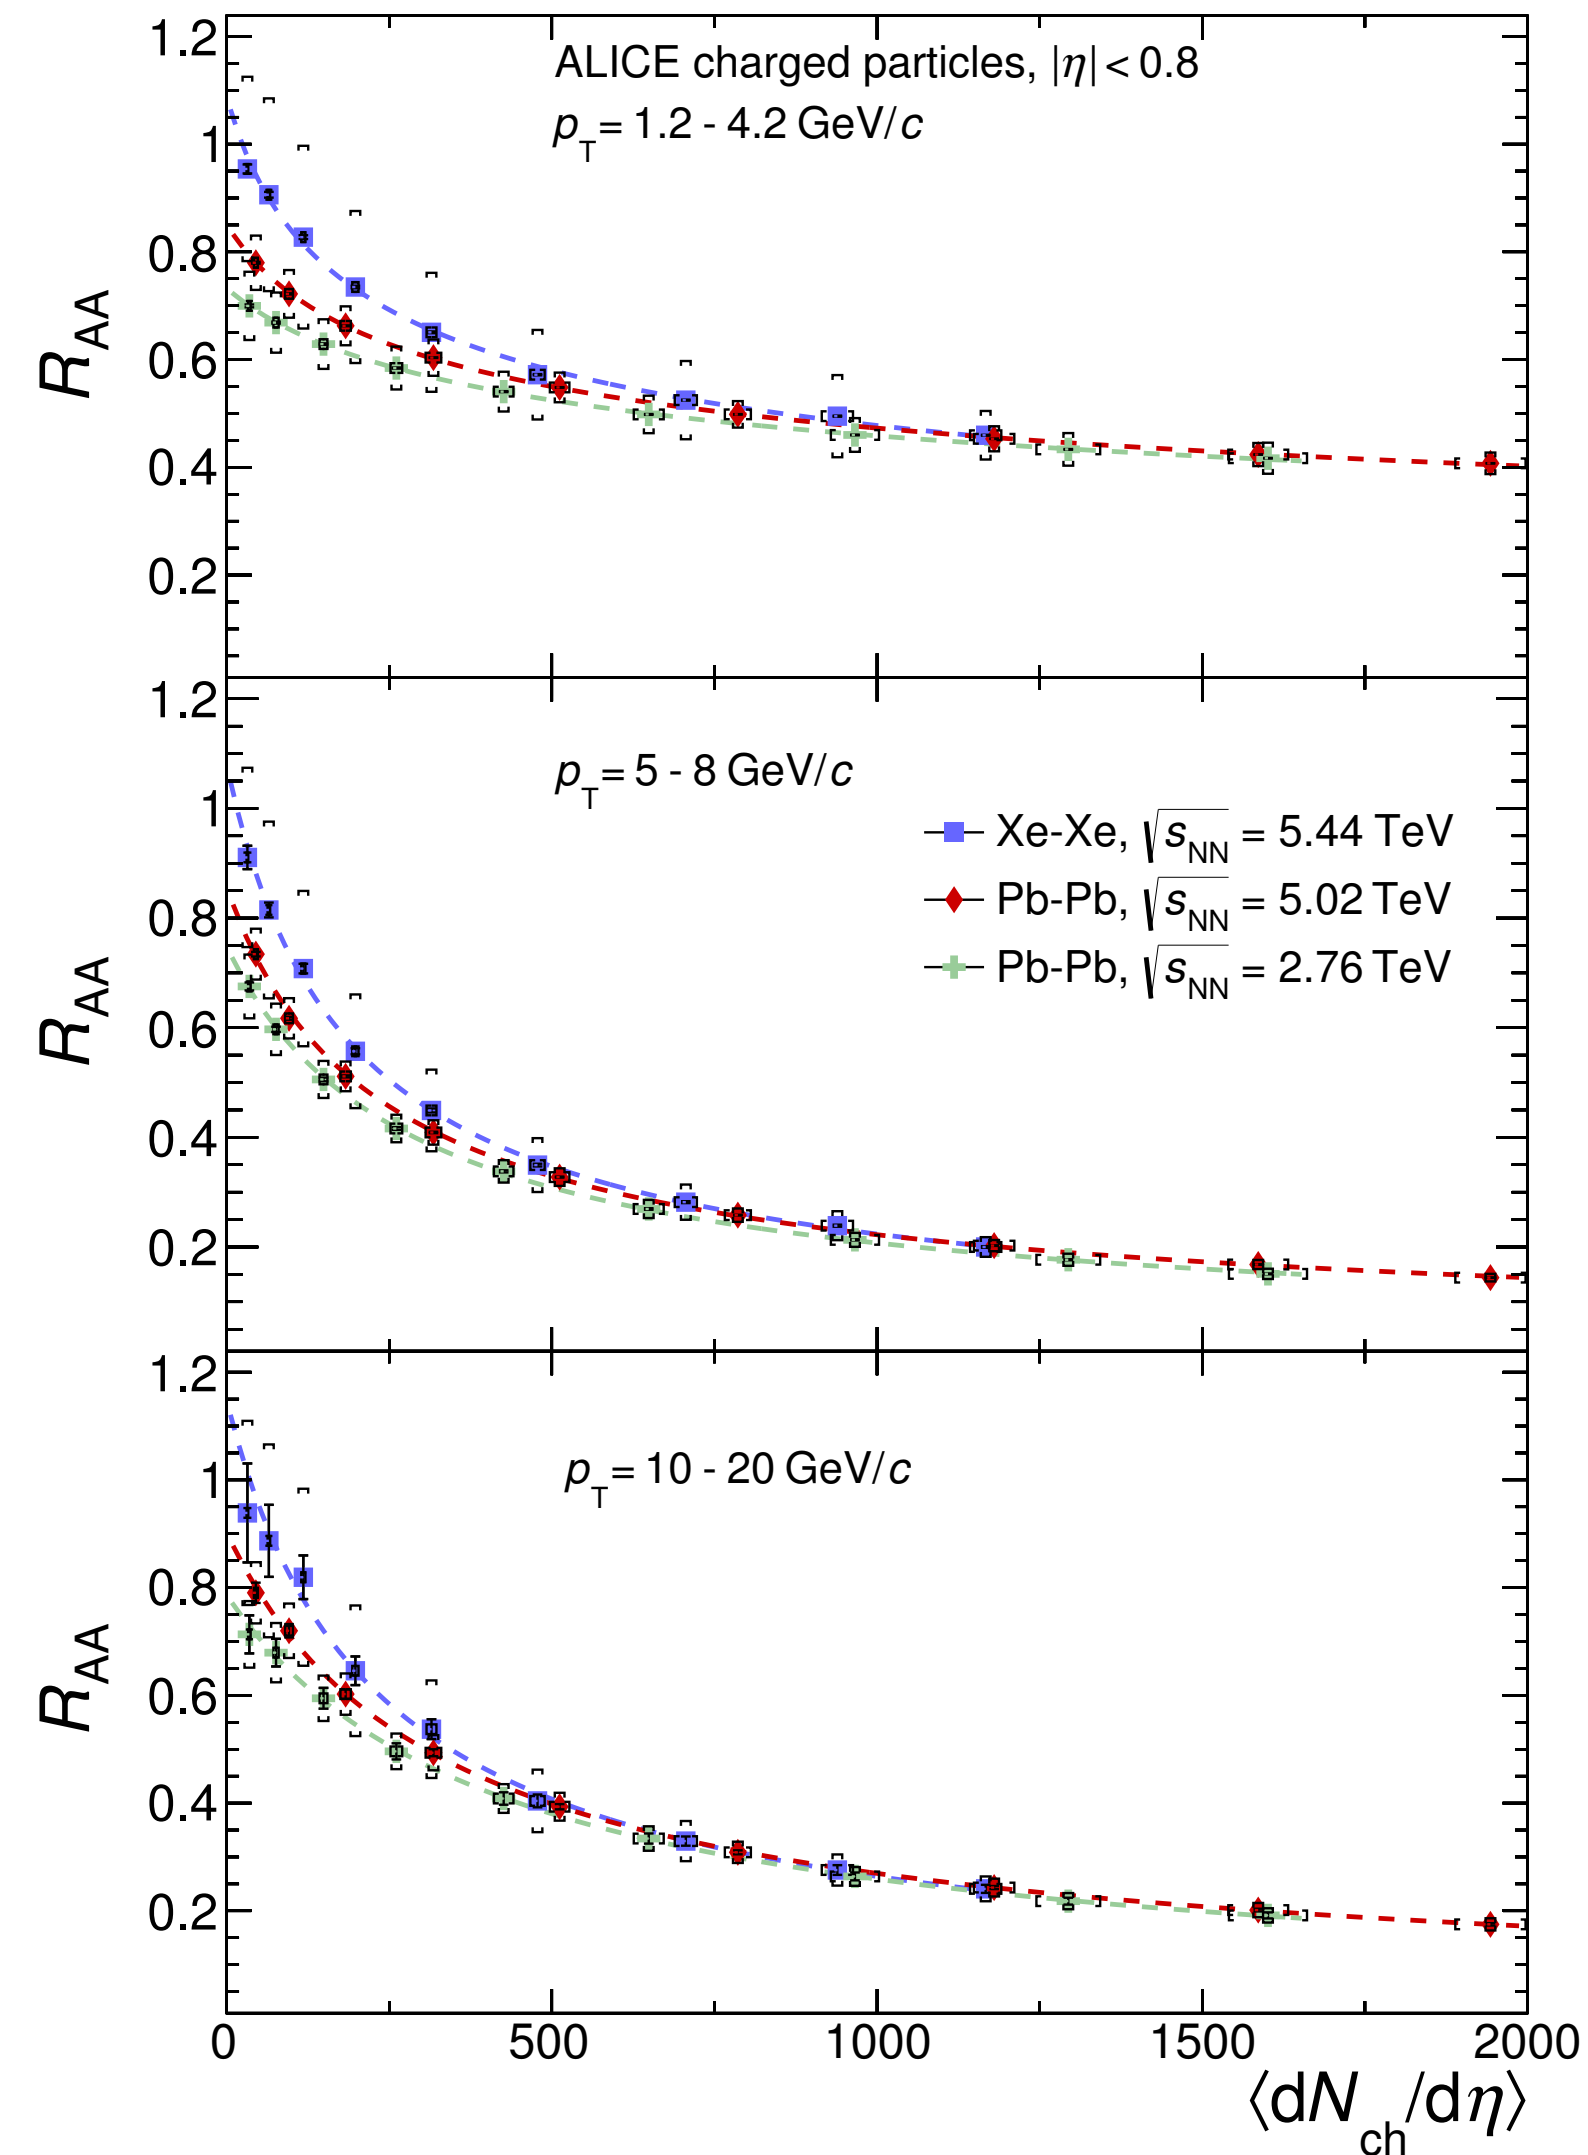 ALICE charged particles, |η| < 0.8
p_T = 1.2 - 4.2 GeV/c
1.2
1
0.8
0.6
0.4
0.2
R_AA
p_T = 5 - 8 GeV/c
Xe-Xe, √s_NN = 5.44 TeV
Pb-Pb, √s_NN = 5.02 TeV
Pb-Pb, √s_NN = 2.76 TeV
1.2
1
0.8
0.6
0.4
0.2
R_AA
p_T = 10 - 20 GeV/c
1.2
1
0.8
0.6
0.4
0.2
R_AA
0 500 1000 1500 2000
⟨dN_ch/dη⟩